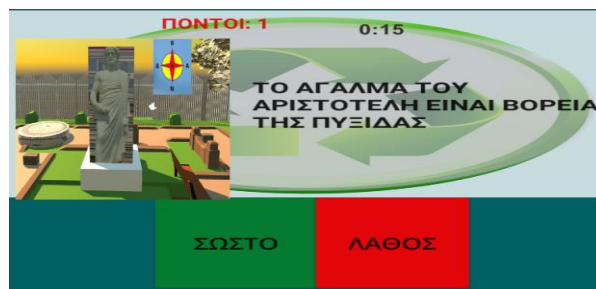 ΠΟΝΤΟΙ: 1
0:15
ΤΟ ΑΓΑΛΜΑ ΤΟΥ
ΑΡΙΣΤΟΤΕΛΗ ΕΙΝΑΙ ΒΟΡΕΙΑ
ΤΗΣ ΠΥΞΙΔΑΣ
ΣΩΣΤΟ
ΛΑΘΟΣ